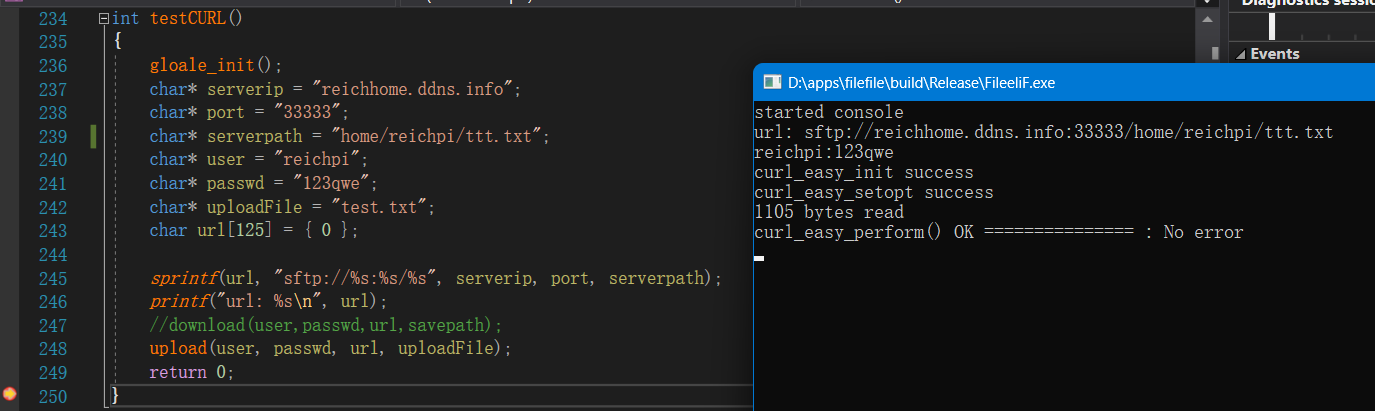 Diagnostics sessi
Events
234 int testCURL()
235 {
236 gloale_init();
237 char* serverip = "reichhome.ddns.info";
238 char* port = "33333";
239 char* serverpath = "home/reichpi/ttt.txt";
240 char* user = "reichpi";
241 char* passwd = "123qwe";
242 char* uploadFile = "test.txt";
243 char url[125] = { 0 };
244
245 sprintf(url, "sftp://%s:%s/%s", serverip, port, serverpath);
246 printf("url: %s\n", url);
247 //download(user,passwd,url,savepath);
248 upload(user, passwd, url, uploadFile);
249 return 0;
250 }
D:\apps\filefile\build\Release\FileeliF.exe
started console
url: sftp://reichhome.ddns.info:33333/home/reichpi/ttt.txt
reichpi:123qwe
curl_easy_init success
curl_easy_setopt success
1105 bytes read
curl_easy_perform() OK =============== : No error